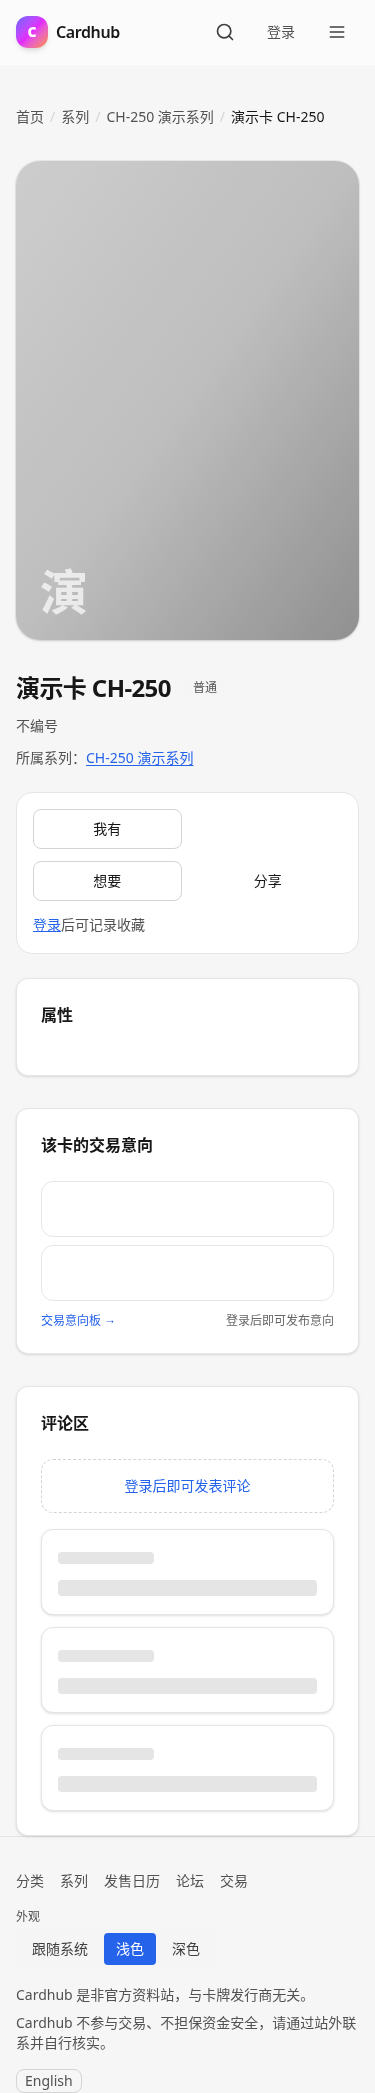 C Cardhub 登录
首页 / 系列 / CH-250 演示系列 / 演示卡 CH-250
演
演示卡 CH-250 普通
不编号
所属系列：CH-250 演示系列
我有
想要 分享
登录后可记录收藏
属性
该卡的交易意向
交易意向板 → 登录后即可发布意向
评论区
登录后即可发表评论
分类 系列 发售日历 论坛 交易
外观
跟随系统 浅色 深色
Cardhub 是非官方资料站，与卡牌发行商无关。
Cardhub 不参与交易、不担保资金安全，请通过站外联
系并自行核实。
English